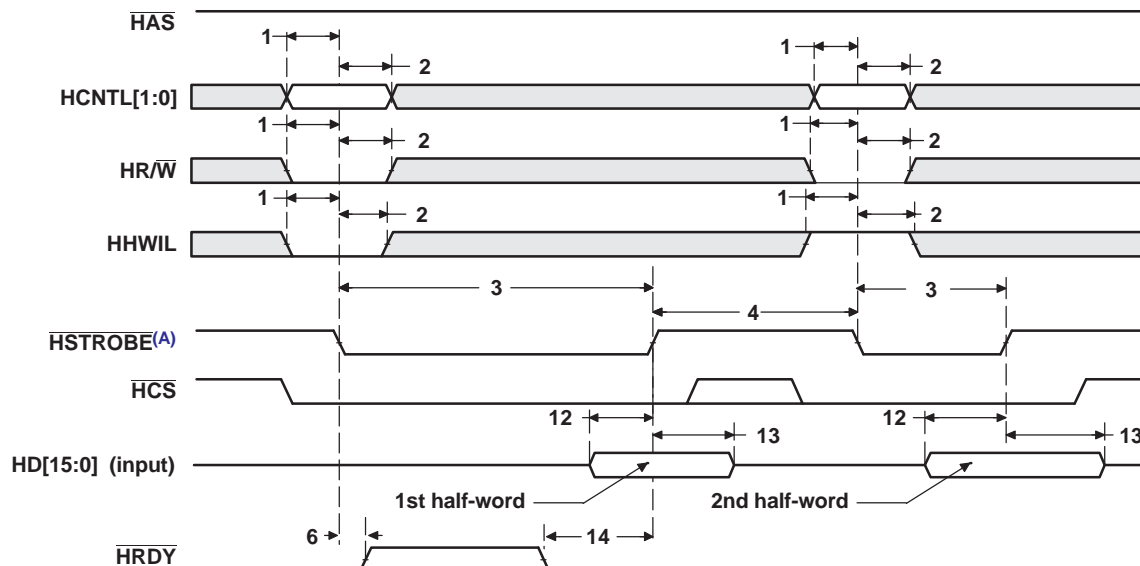 HAS
1
1
2
2
HCNTL[1:0]
1
1
2
2
HR/W
1
1
2
2
HHWIL
3
3
4
HSTROBE(A)
HCS
12
12
13
13
HD[15:0] (input)
1st half-word
2nd half-word
6
14
HRDY